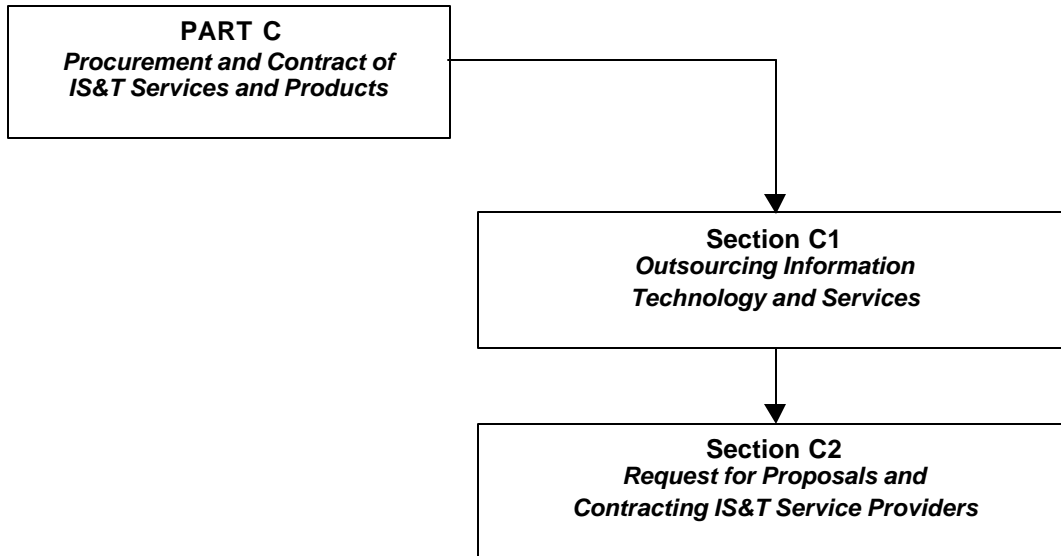 PART C
Procurement and Contract of
IS&T Services and Products
Section C1
Outsourcing Information
Technology and Services
Section C2
Request for Proposals and
Contracting IS&T Service Providers